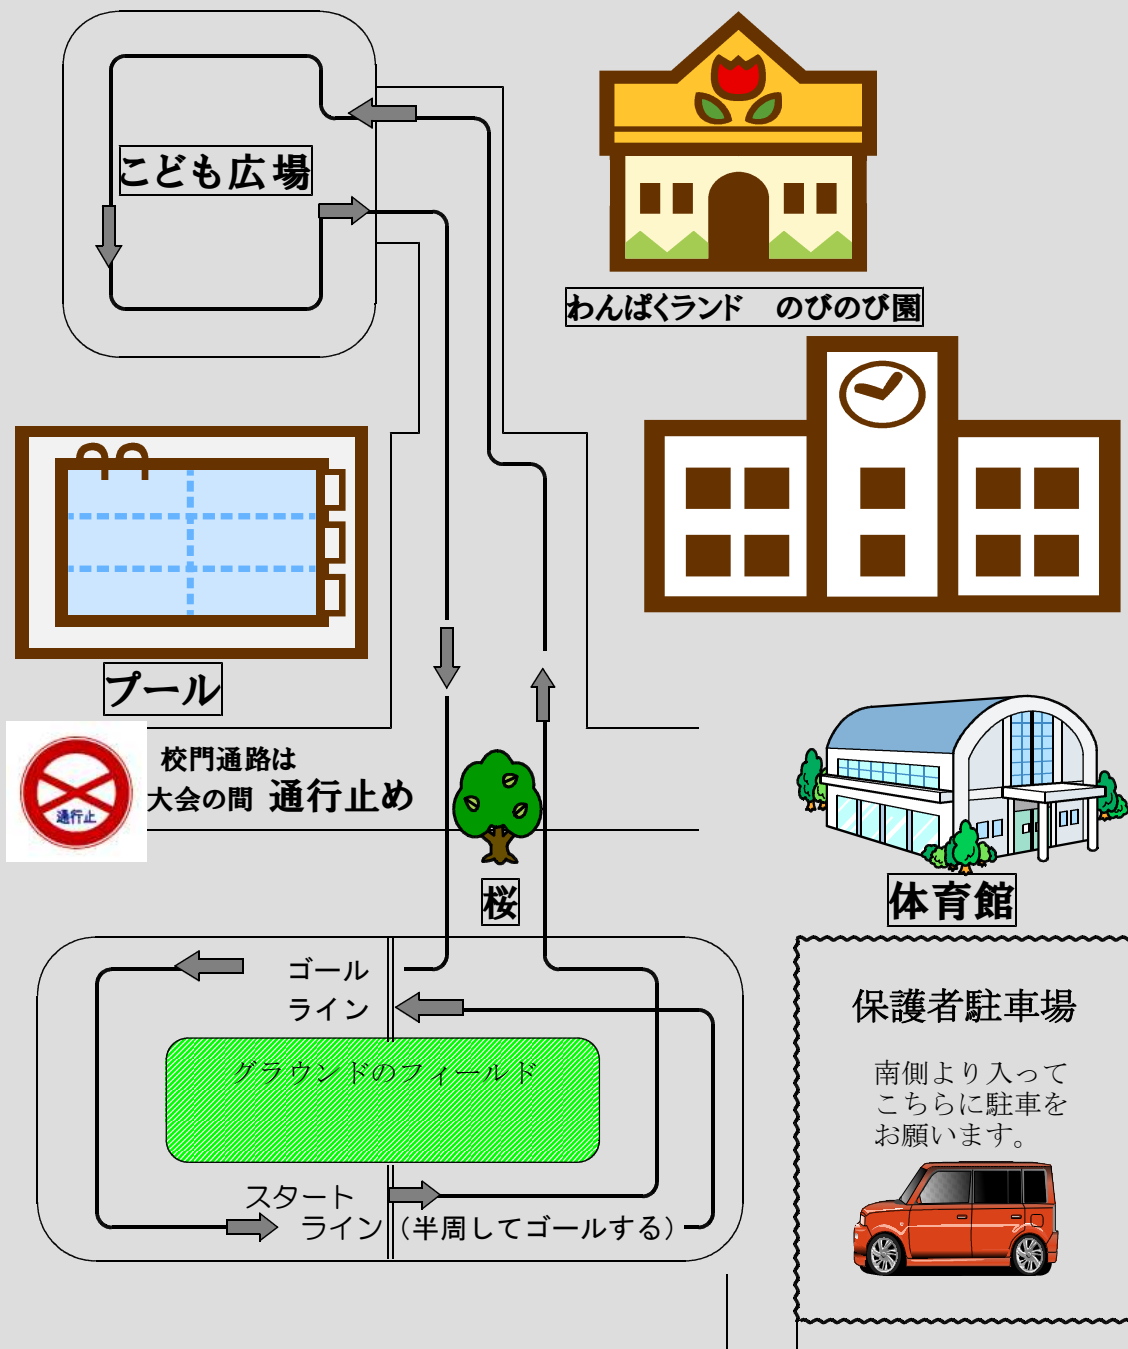 こども広場
わんぱくランド　のびのび園
プール
校門通路は
大会の間 通行止め
通行止
桜
体育館
ゴール
ライン
保護者駐車場
グラウンドのフィールド
南側より入って
こちらに駐車を
お願います。
スタート
ライン（半周してゴールする）